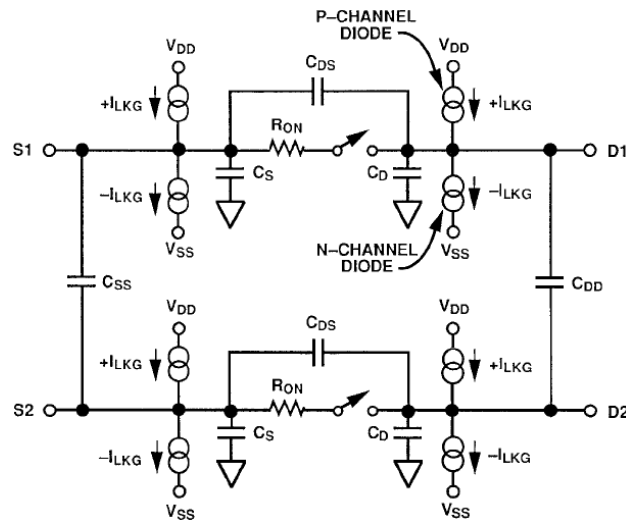 P–CHANNEL
DIODE
VDD
CDS
VDD
+ILKG
+ILKG
RON
S1
D1
–ILKG
CS
CD
–ILKG
VSS
N–CHANNEL
DIODE
VSS
CSS
CDD
VDD
CDS
VDD
+ILKG
+ILKG
RON
S2
D2
–ILKG
CS
CD
–ILKG
VSS
VSS